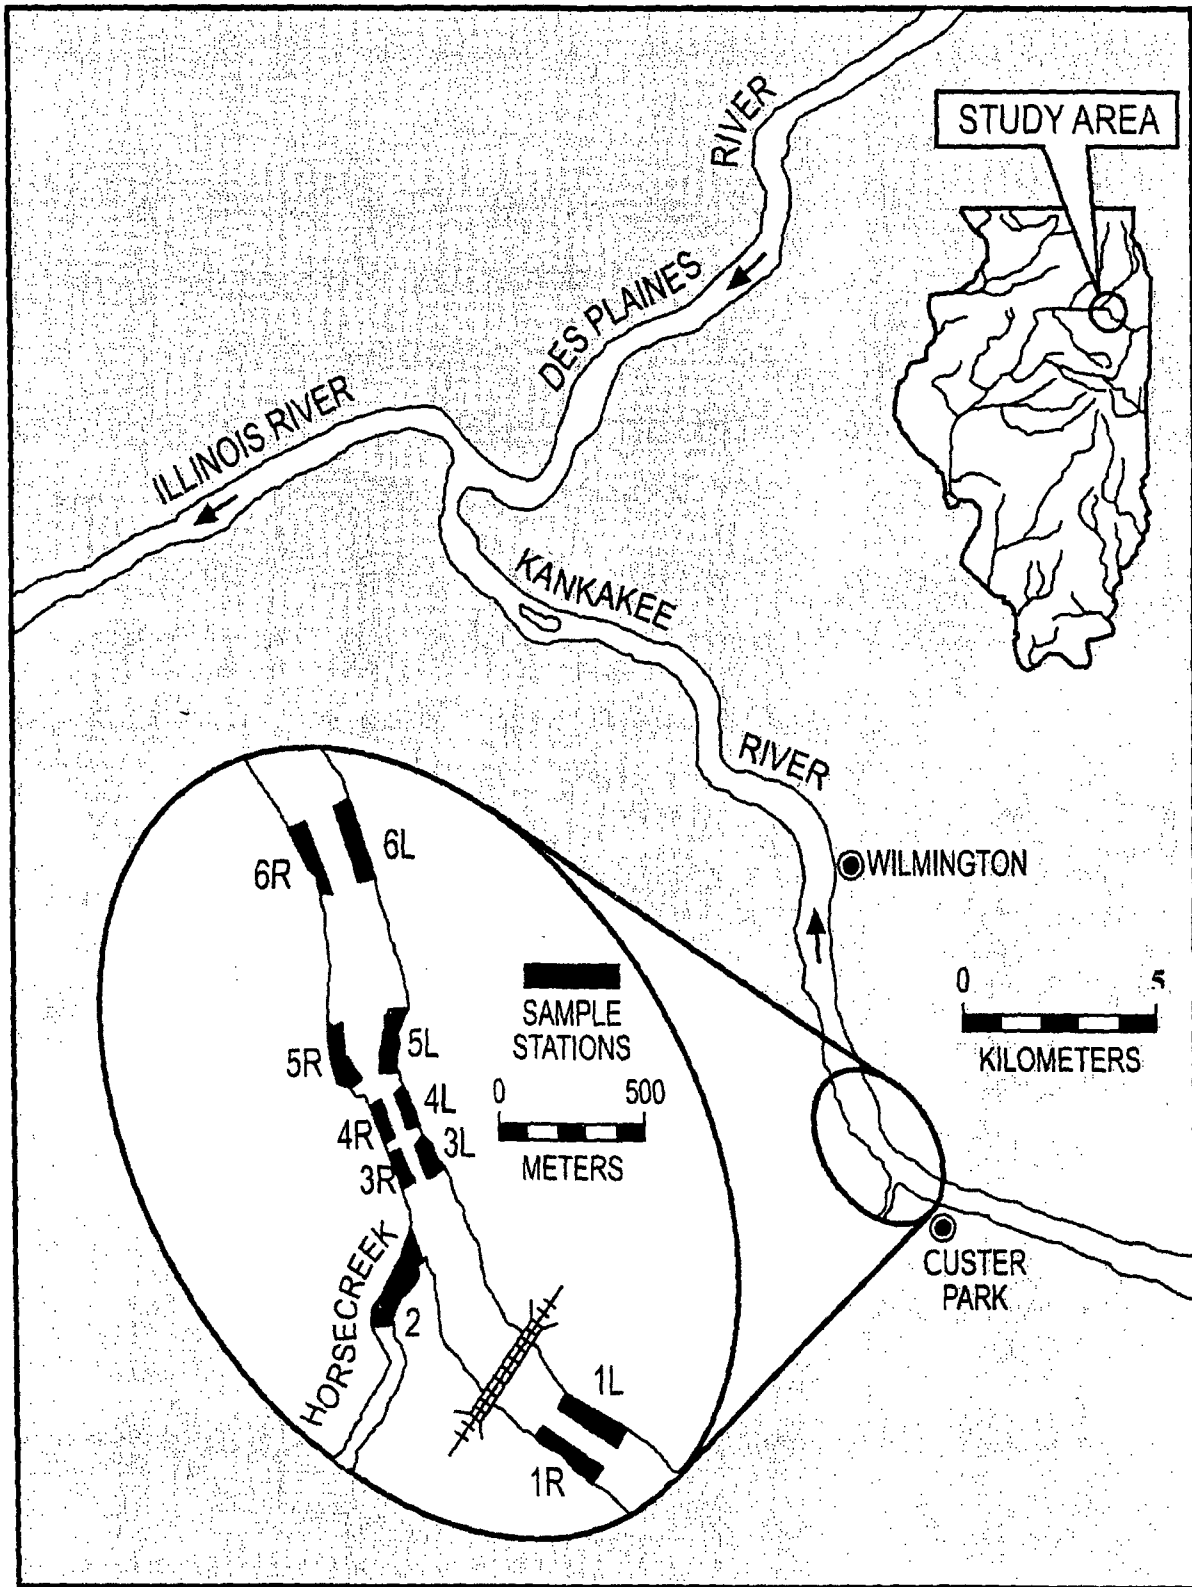 STUDY AREA
RIVER
DES PLAINES
ILLINOIS RIVER
KANKAKEE
RIVER
WILMINGTON
0 5
KILOMETERS
CUSTER
PARK
6R
6L
SAMPLE
STATIONS
5R
5L
0 500
METERS
4R
4L
3R
3L
HORSECREEK
2
1L
1R